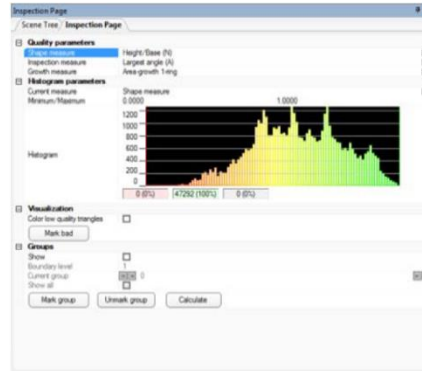 Inspection Page
Scene Tree Inspection Page
Quality parameters
Shape measure Height/Base (N)
Inspection measure Largest angle (A)
Growth measure Area-growth 1-ring
Histogram parameters
Current measure Shape measure
Minimum/Maximum 0.0000 1.0000
1200
1000
800
600
400
200
0
Histogram
0 (0%) 47292 (100%) 0 (0%)
Visualization
Color low quality triangles
Mark bad
Groups
Show
Boundary level 1
Current group 0
Show all
Mark group Unmark group Calculate